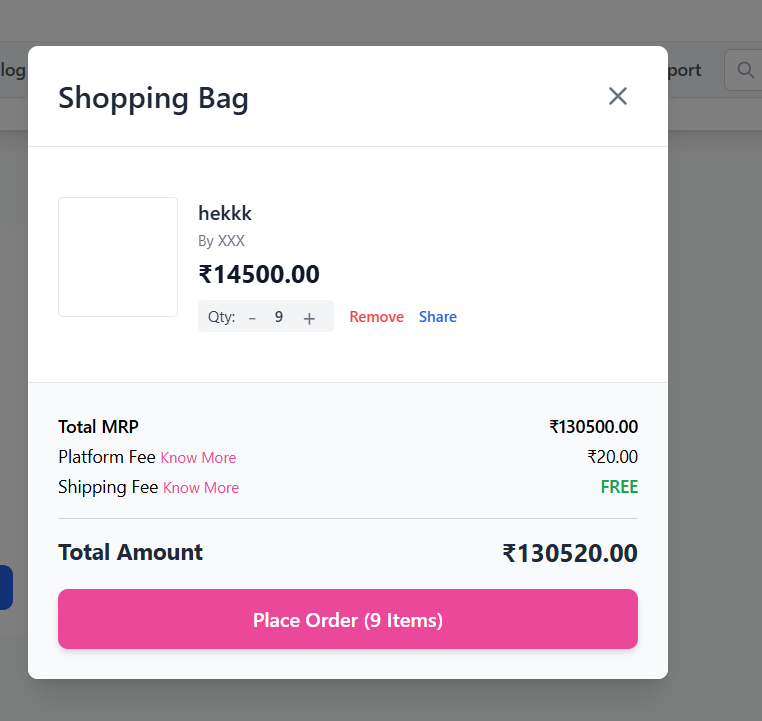 log
port
Shopping Bag
hekkk
By XXX
₹14500.00
Qty: - 9 + Remove Share
Total MRP ₹130500.00
Platform Fee Know More ₹20.00
Shipping Fee Know More FREE
Total Amount ₹130520.00
Place Order (9 Items)